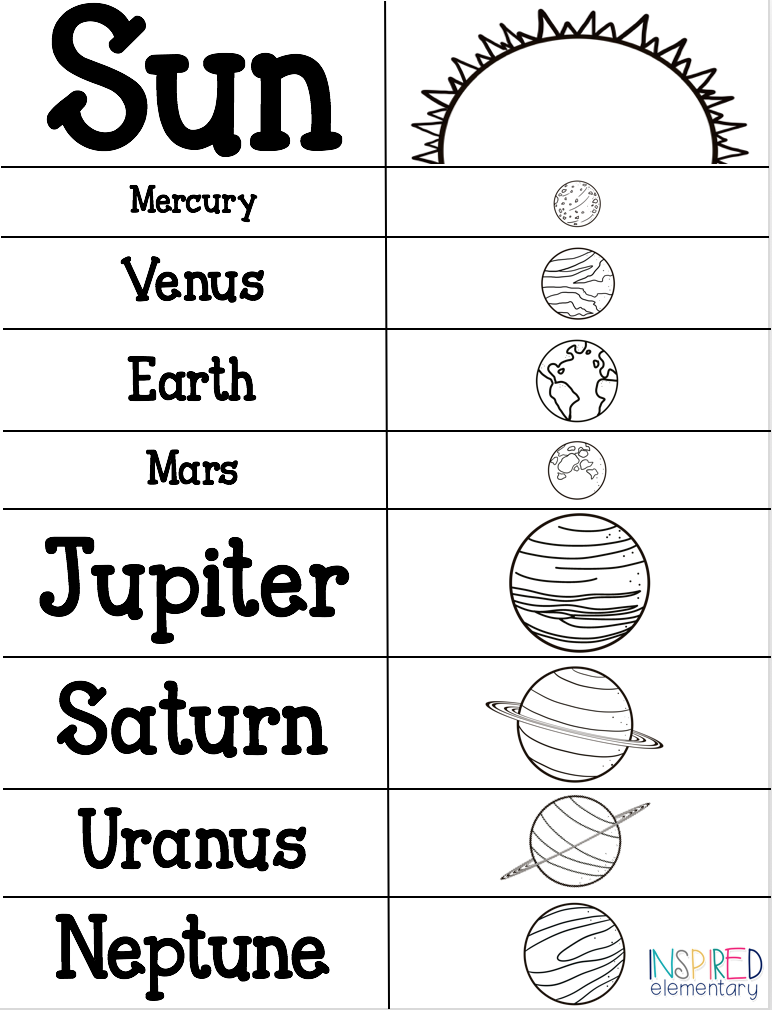 Sun
Mercury
Venus
Earth
Mars
Jupiter
Saturn
Uranus
Neptune
INSPIRED
elementary